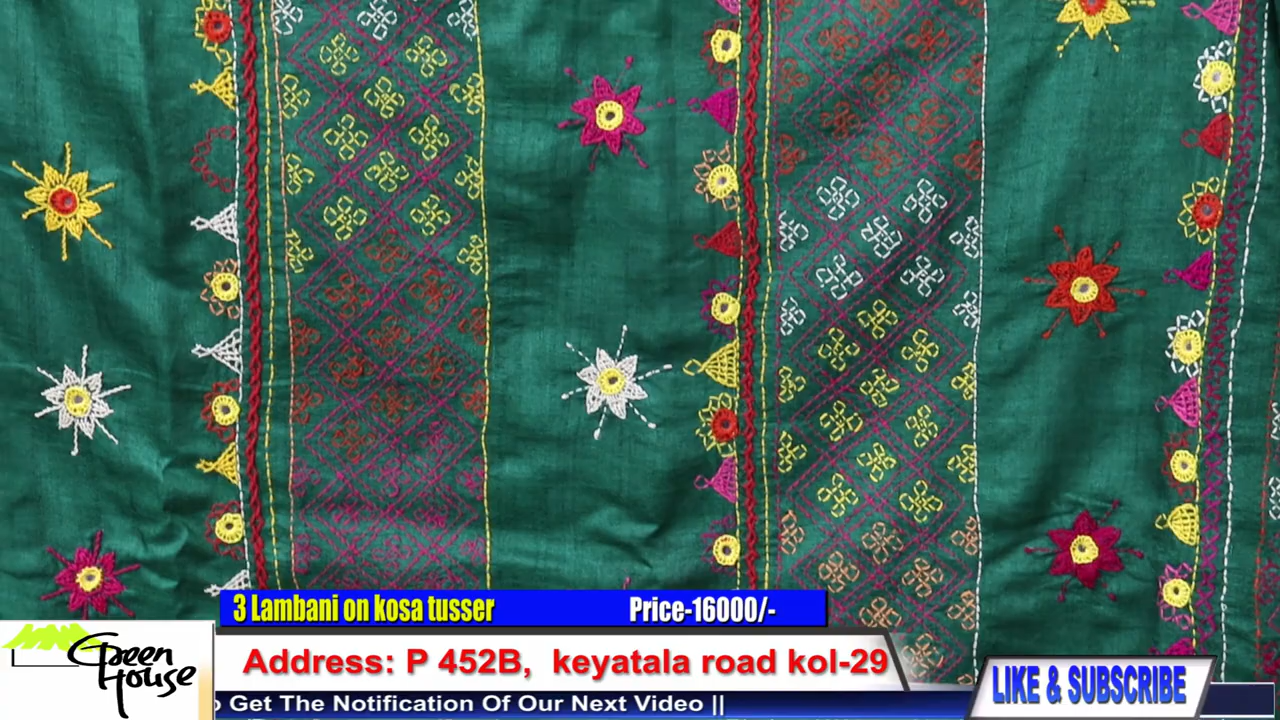 3 Lambani on kosa tusser Price-16000/-
Green House
Address: P 452B, keyatala road kol-29
LIKE & SUBSCRIBE
Get The Notification Of Our Next Video ||